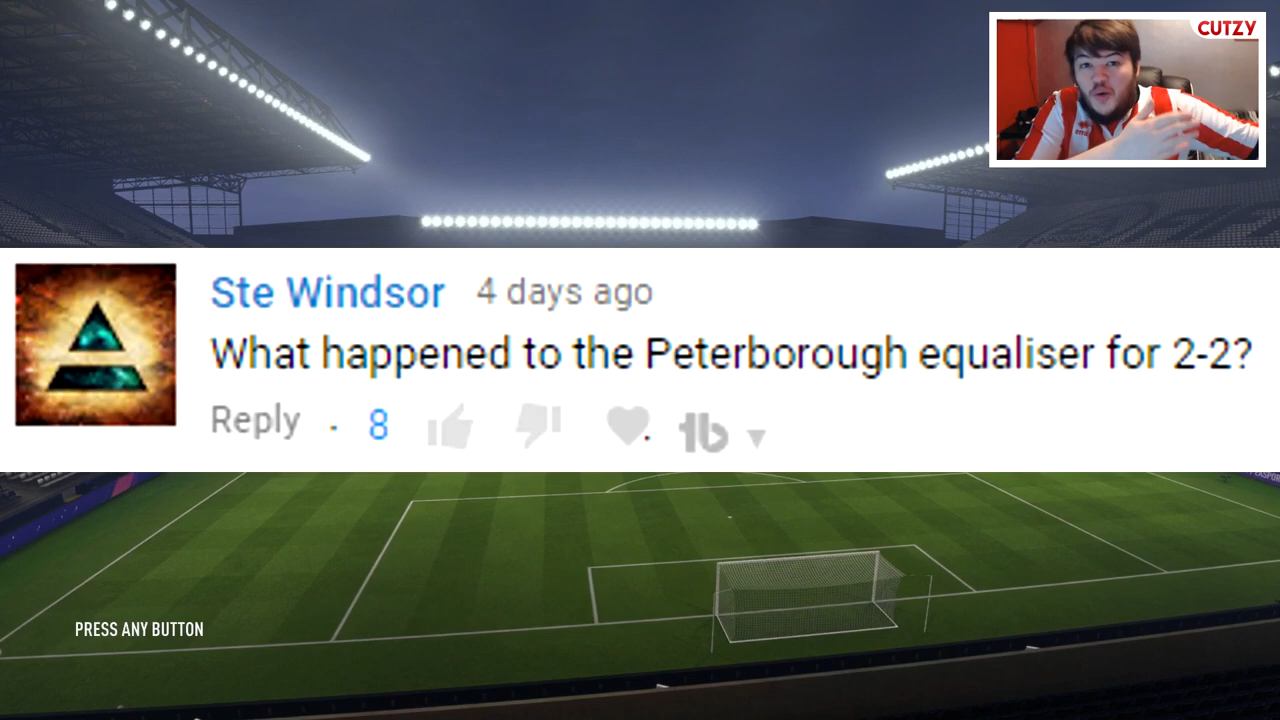 CUTZY
Ste Windsor 4 days ago
What happened to the Peterborough equaliser for 2-2?
Reply · 8
PRESS ANY BUTTON